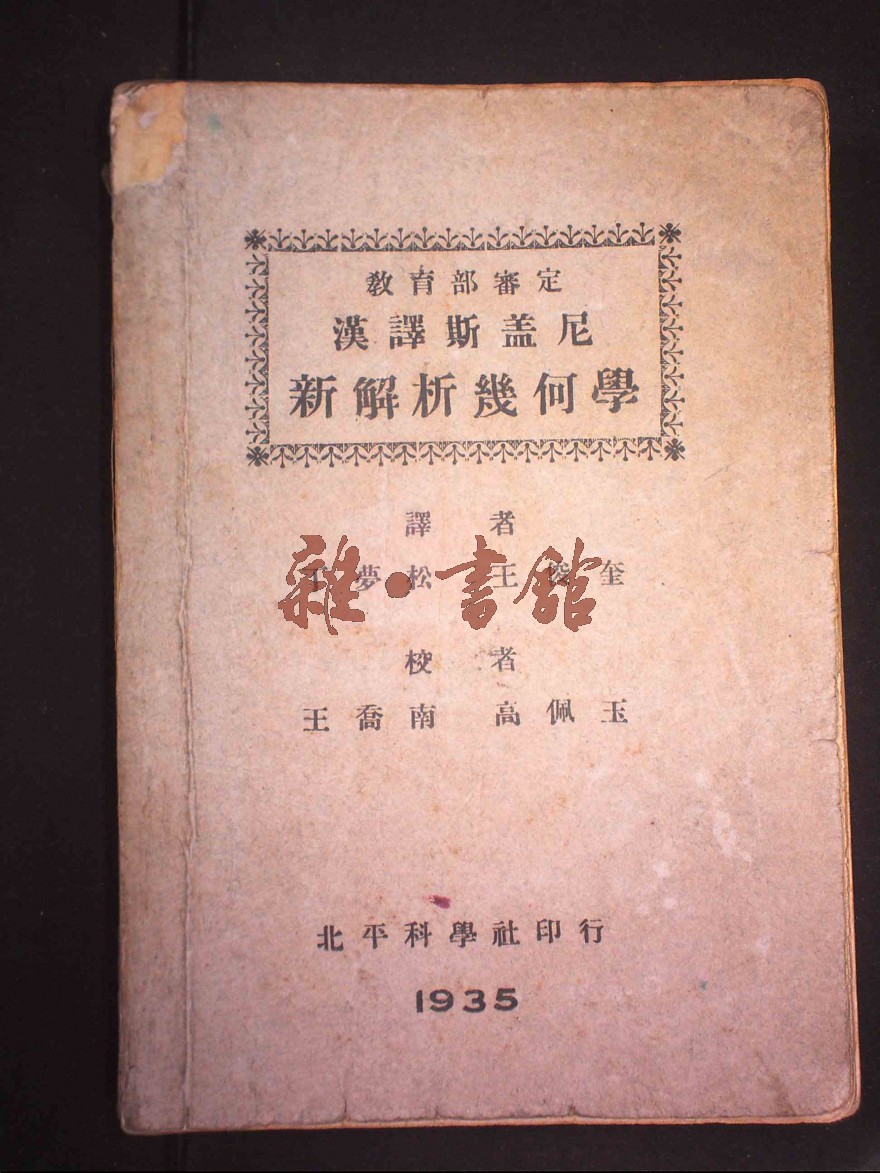 教育部審定
漢譯斯盖尼
新解析幾何學
譯者
夢松 王俊奎
雜·書館
校者
王喬南 高佩玉
北平科學社印行
1935